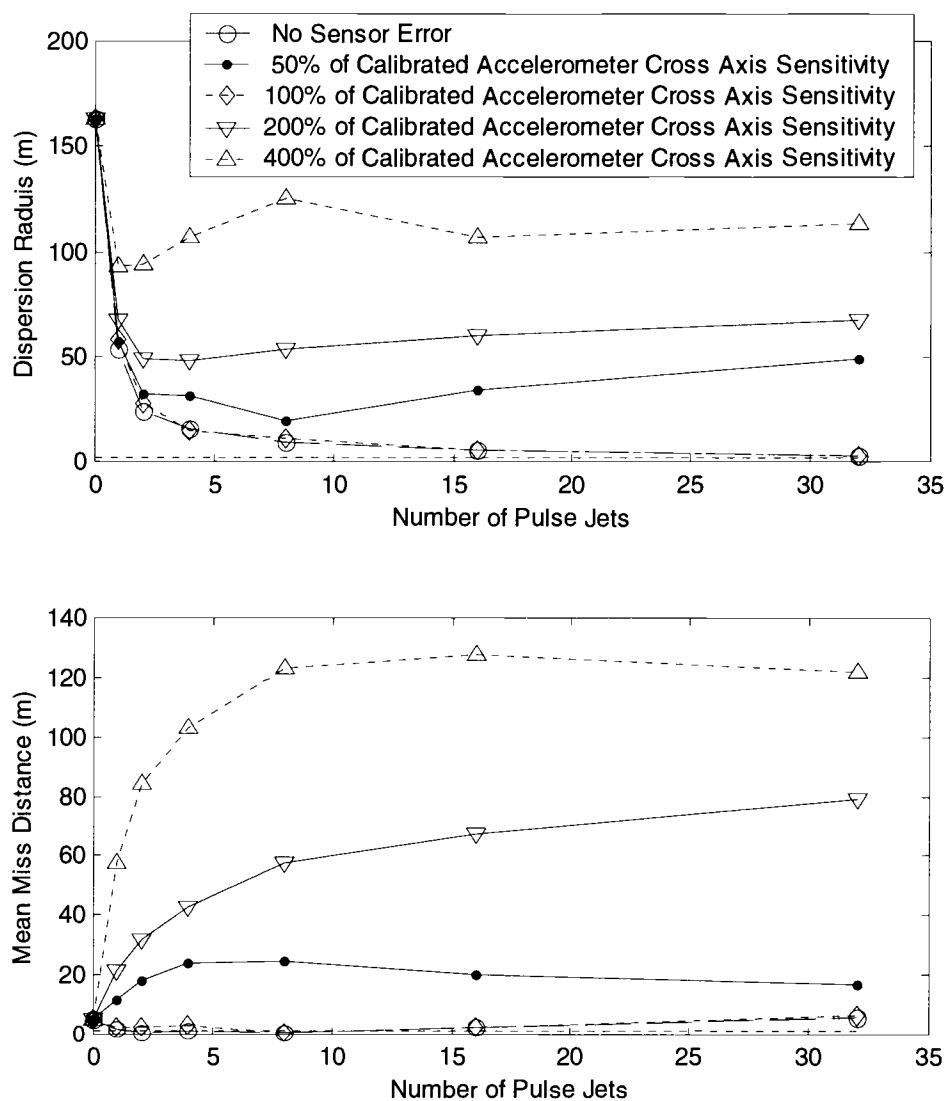 No Sensor Error
50% of Calibrated Accelerometer Cross Axis Sensitivity
100% of Calibrated Accelerometer Cross Axis Sensitivity
200% of Calibrated Accelerometer Cross Axis Sensitivity
400% of Calibrated Accelerometer Cross Axis Sensitivity
Dispersion Raduis (m)
200
150
100
50
0
0 5 10 15 20 25 30 35
Number of Pulse Jets
Mean Miss Distance (m)
140
120
100
80
60
40
20
0
0 5 10 15 20 25 30 35
Number of Pulse Jets